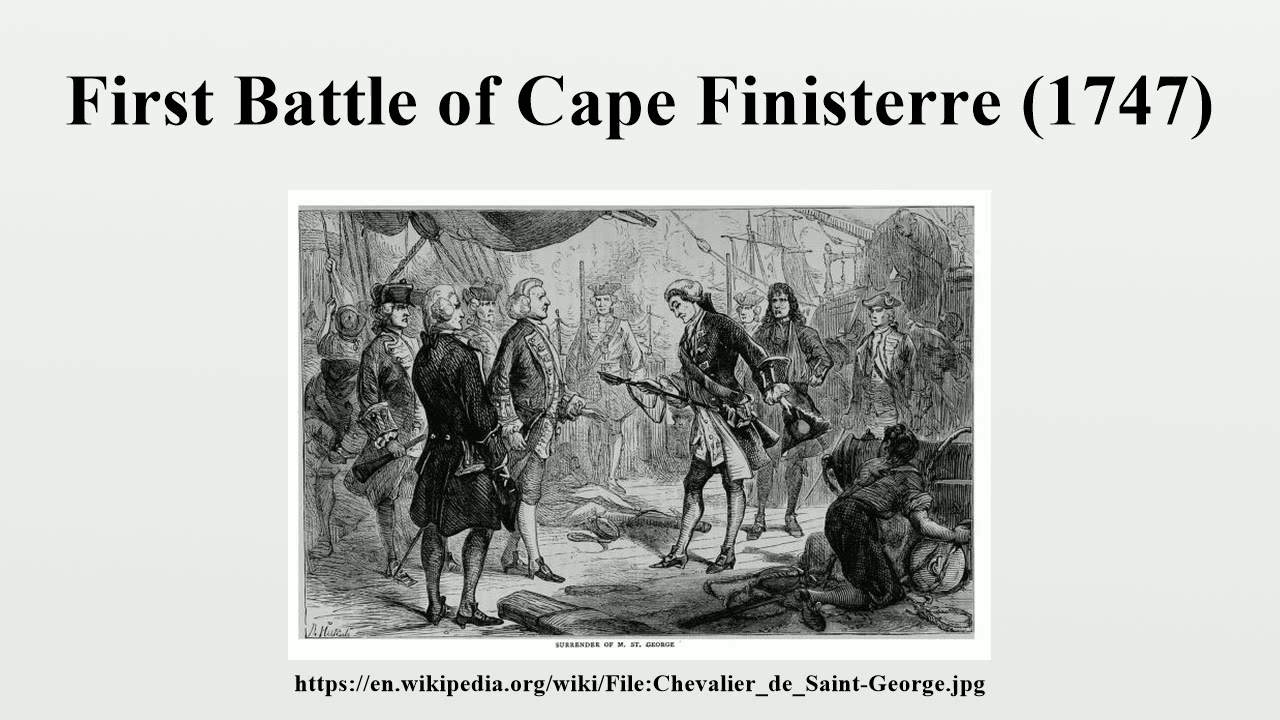 First Battle of Cape Finisterre (1747)
SURRENDER OF M. ST. GEORGE
https://en.wikipedia.org/wiki/File:Chevalier_de_Saint-George.jpg